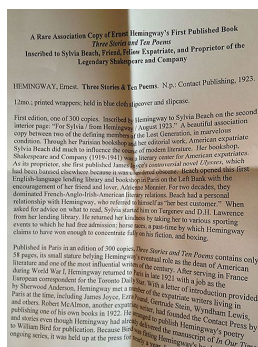 A Rare Association Copy of Ernest Hemingway's First Published Book
Three Stories and Ten Poems
Inscribed to Sylvia Beach, Friend, Fellow Expatriate, and Proprietor of the
Legendary Shakespeare and Company
HEMINGWAY, Ernest. Three Stories & Ten Poems. N.p.: Contact Publishing, 1923.
12mo.; printed wrappers; held in blue cloth slipcover and slipcase.
First edition, one of 300 copies. Inscribed by Hemingway to Sylvia Beach on the second
interior page: "For Sylvia / from Hemingway / August 1923." A beautiful association
copy between two of the defining members of the Lost Generation, in marvelous
condition. Through her Parisian bookshop and her editorial work, American expatriate
Sylvia Beach did much to influence the course of modern literature. Her bookshop,
Shakespeare and Company (1919-1941) was a literary center for American expatriates.
As its proprietor, she first published James Joyce's controversial novel Ulysses, which
had been banned elsewhere because it was considered obscene. Beach opened this first
English-language lending library and bookshop in Paris on the Left Bank with the
encouragement of her friend and lover, Adrienne Monnier. For two decades, they
dominated French-Anglo-Irish-American literary relations. Beach had a personal
relationship with Hemingway, who referred to himself as "her best customer." When
asked for advice on what to read, Sylvia started him on Turgenev and D.H. Lawrence
from her lending library. He returned her kindness by taking her to various sporting
events to which he had free admission: boxing
claims to have won enough to concentrate fully on his fiction, and boxing.
Published in Paris in an edition of 300 copies, Three Stories and Ten Poems contains only
58 pages, its small stature belying Hemingway's eventual role as the dean of American
letters and one of the most influential writers of the century. After serving in France
during World War I, Hemingway returned to Paris in 1921 with a job as the
European correspondent for the Toronto Daily Star. With a letter of introduction provided
by Sherwood Anderson, Hemingway met many of the expatriate writers living in
Paris at the time, including James Joyce, Ezra Pound, Gertrude Stein, Wyndham Lewis,
and others. Robert McAlmon, another expatriate, had founded the Contact Press by
publishing one of his own books in 1922. He arranged to publish Hemingway's poetry
and stories even though Hemingway had already delivered the manuscript of
to William Bird for publication. Because Bird
ongoing series, it was held up at the press for